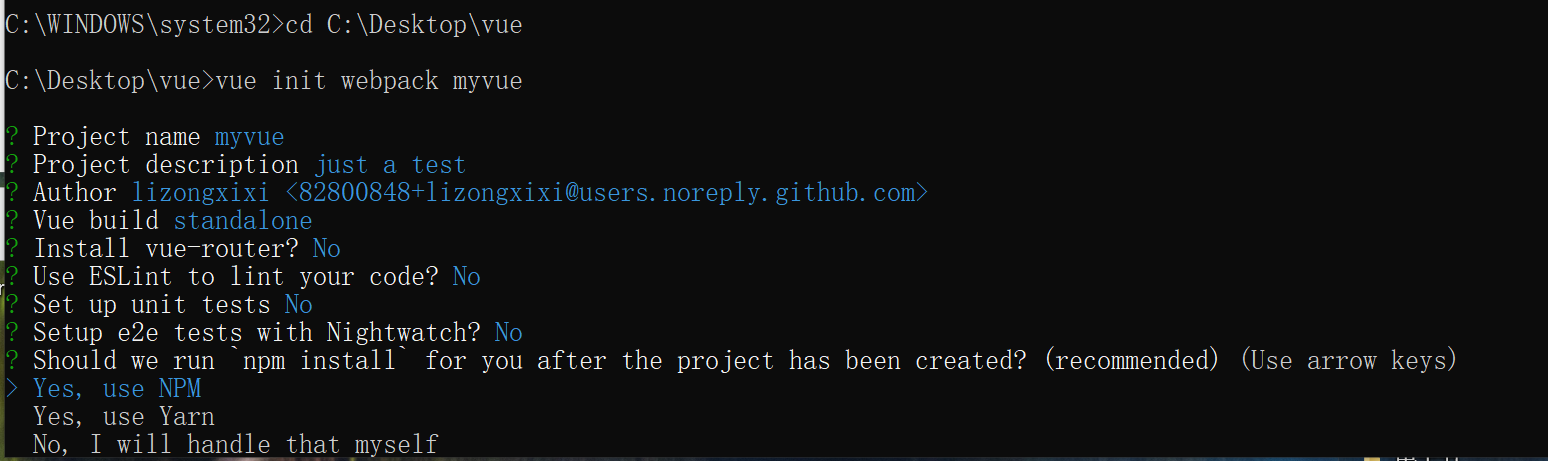 C:\WINDOWS\system32>cd C:\Desktop\vue
C:\Desktop\vue>vue init webpack myvue
? Project name myvue
? Project description just a test
? Author lizongxixi <82800848+lizongxixi@users.noreply.github.com>
? Vue build standalone
? Install vue-router? No
? Use ESLint to lint your code? No
? Set up unit tests No
? Setup e2e tests with Nightwatch? No
? Should we run `npm install` for you after the project has been created? (recommended) (Use arrow keys)
> Yes, use NPM
Yes, use Yarn
No, I will handle that myself